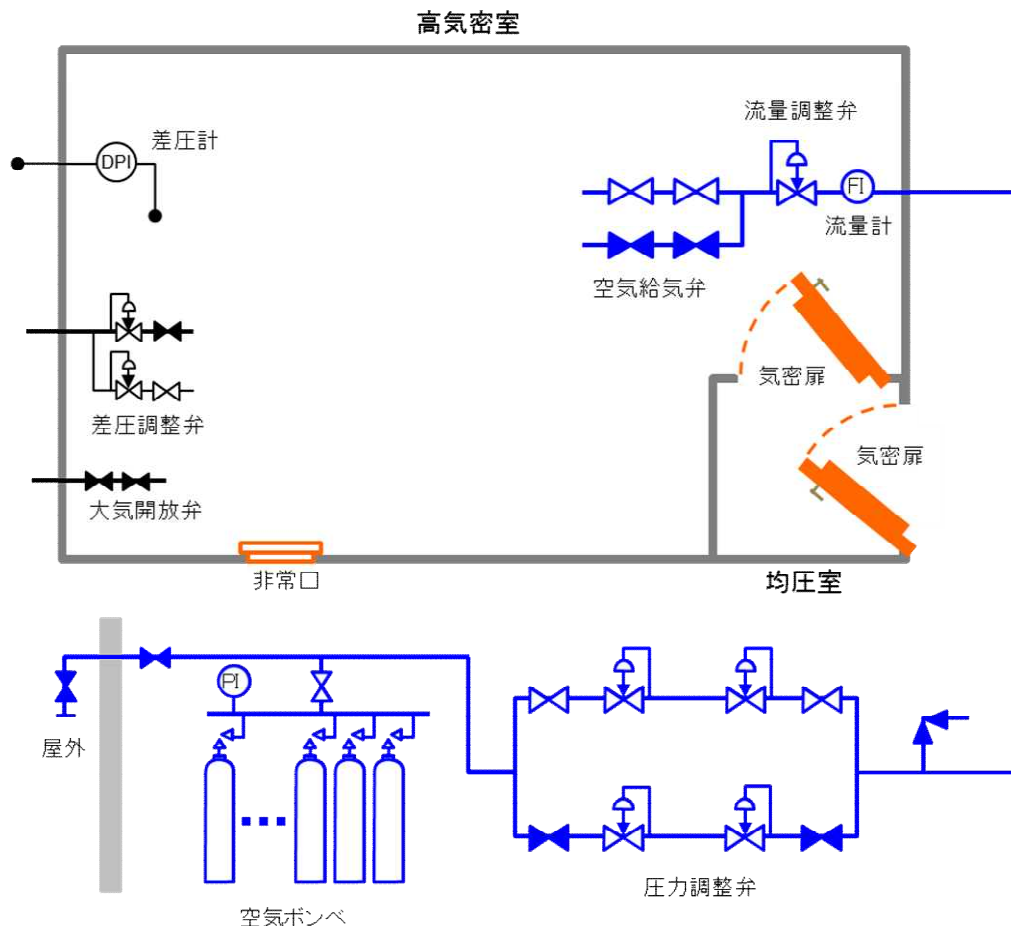 高気密室
差圧計
DPI
流量調整弁
FI
流量計
空気給気弁
気密扉
差圧調整弁
気密扉
大気開放弁
非常口
均圧室
PI
屋外
圧力調整弁
空気ボンベ